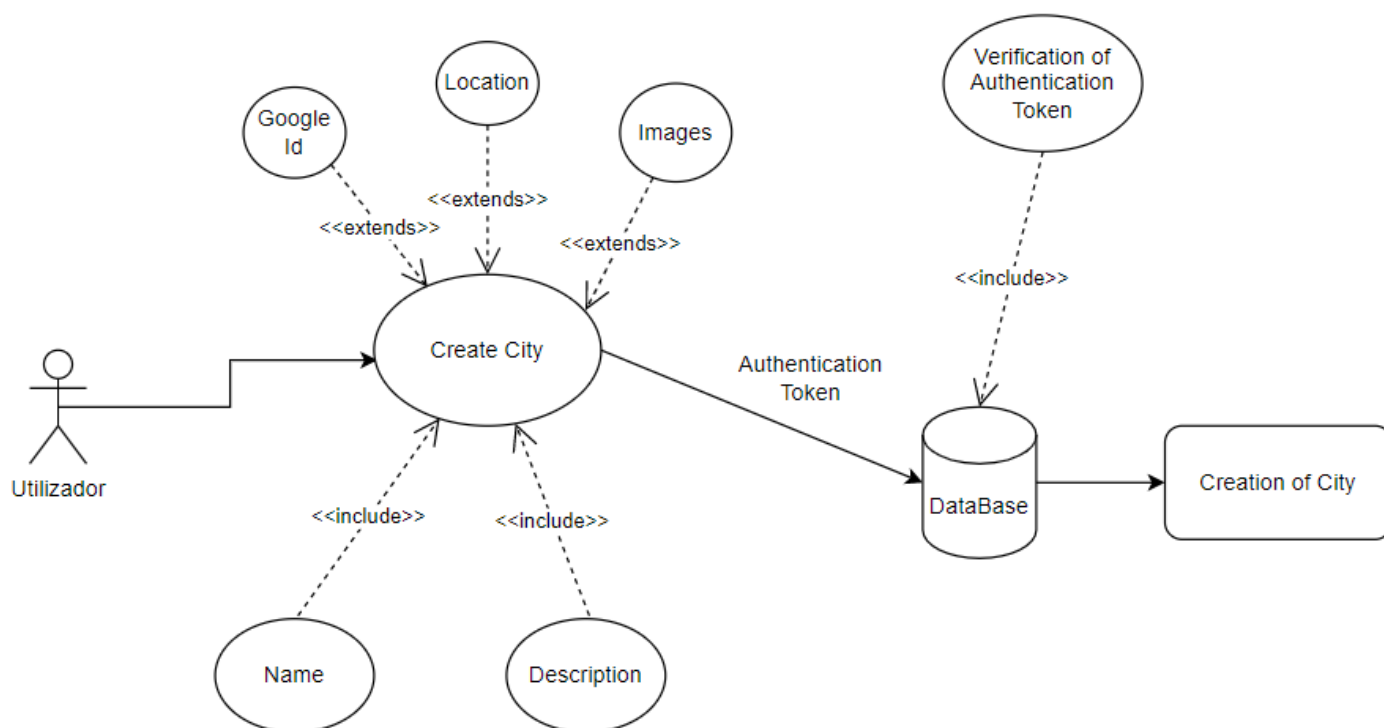 Location
Verification of
Authentication
Token
Google
Id
Images
<<extends>>
<<extends>>
<<extends>>
<<include>>
Create City
Authentication
Token
Utilizador
Creation of City
DataBase
<<include>>
<<include>>
Name
Description